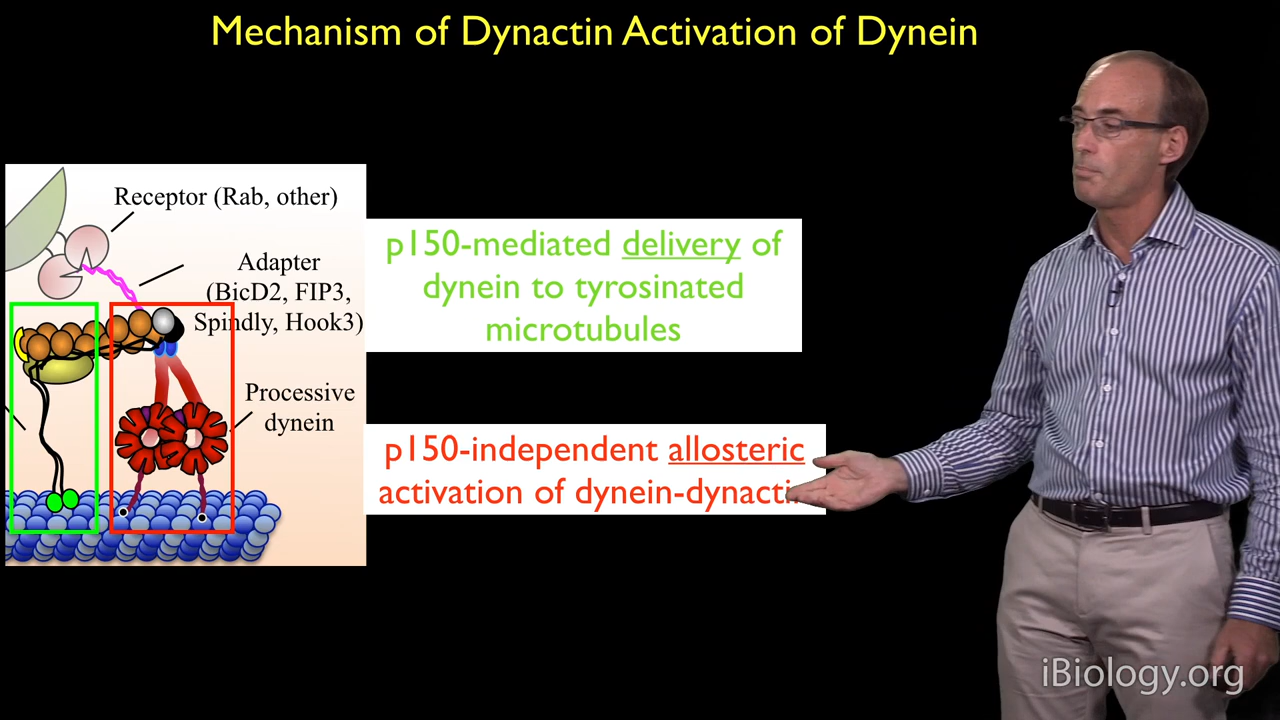 Mechanism of Dynactin Activation of Dynein
Receptor (Rab, other)
Adapter
(BicD2, FIP3,
Spindly, Hook3)
Processive
dynein
p150-mediated delivery of
dynein to tyrosinated
microtubules
p150-independent allosteric
activation of dynein-dynactin
iBiology.org